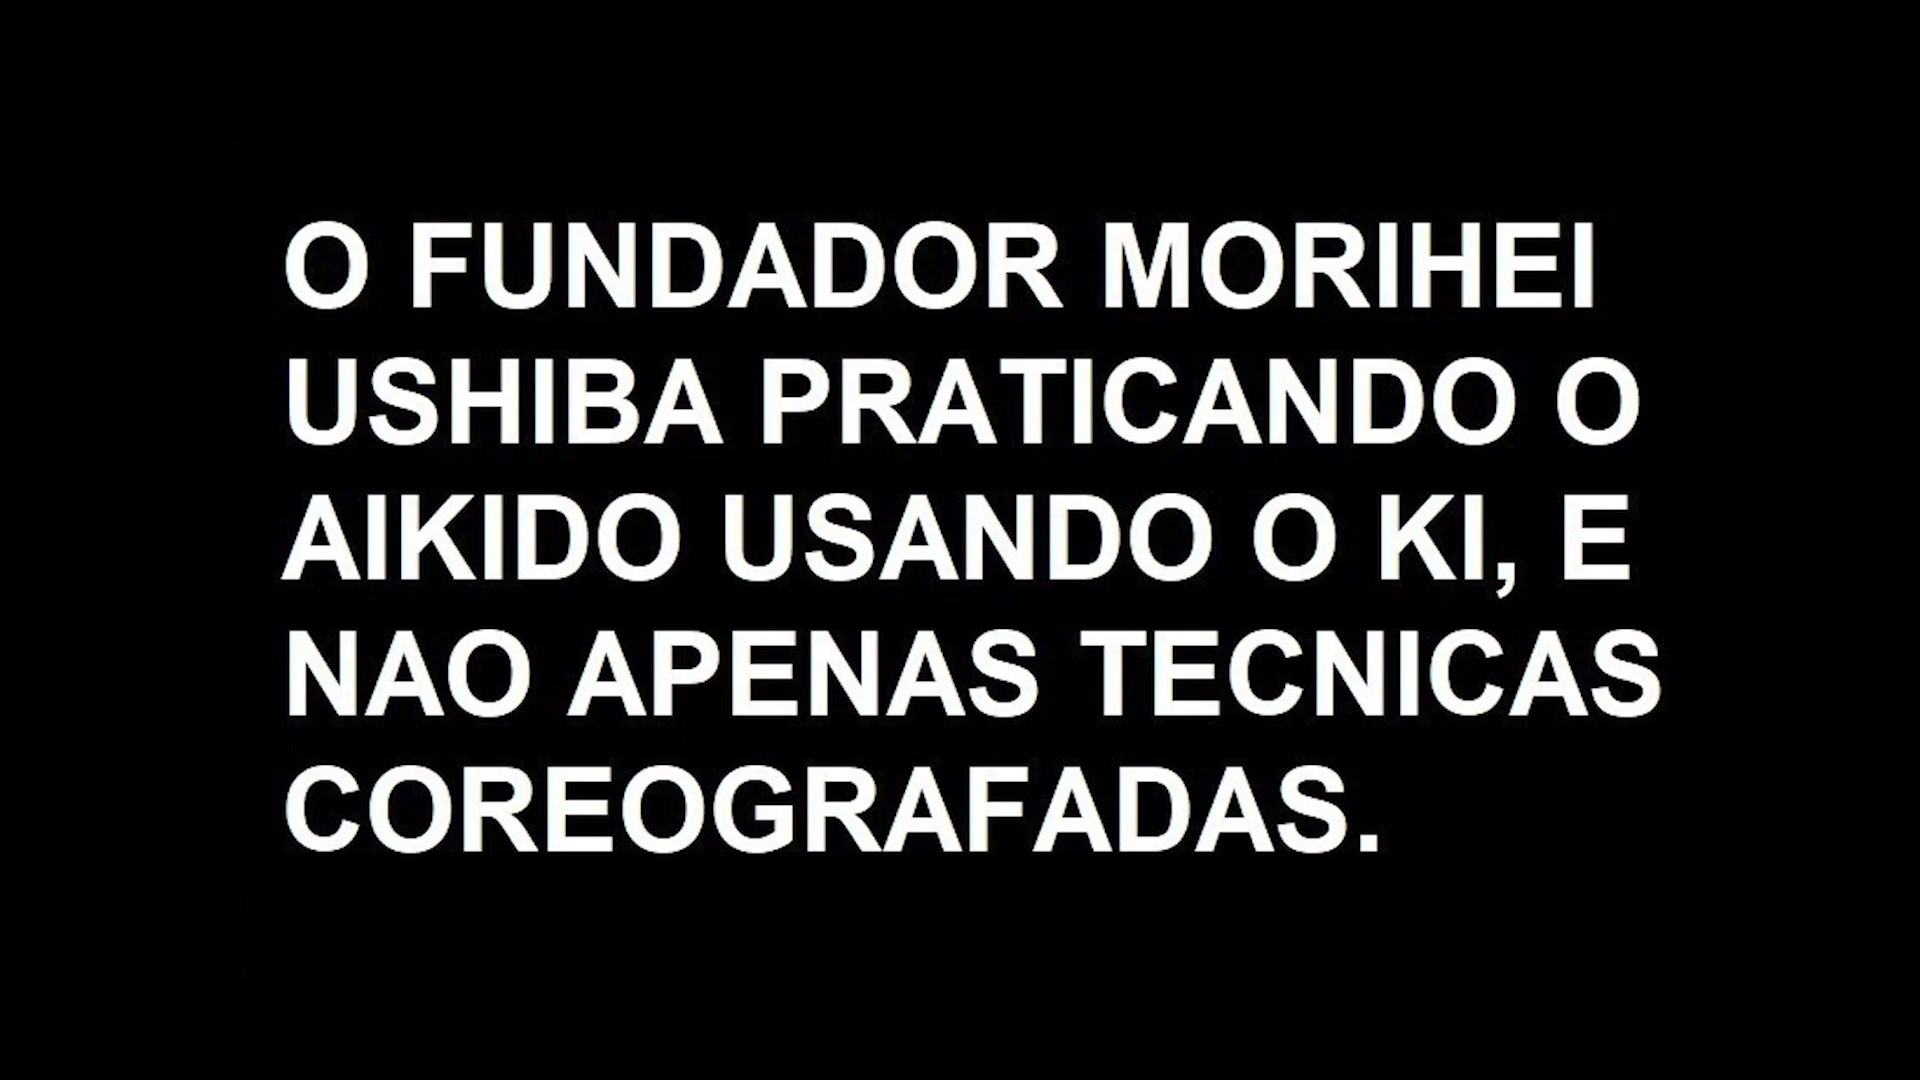 O FUNDADOR MORIHEI
USHIBA PRATICANDO O
AIKIDO USANDO O KI, E
NAO APENAS TECNICAS
COREOGRAFADAS.